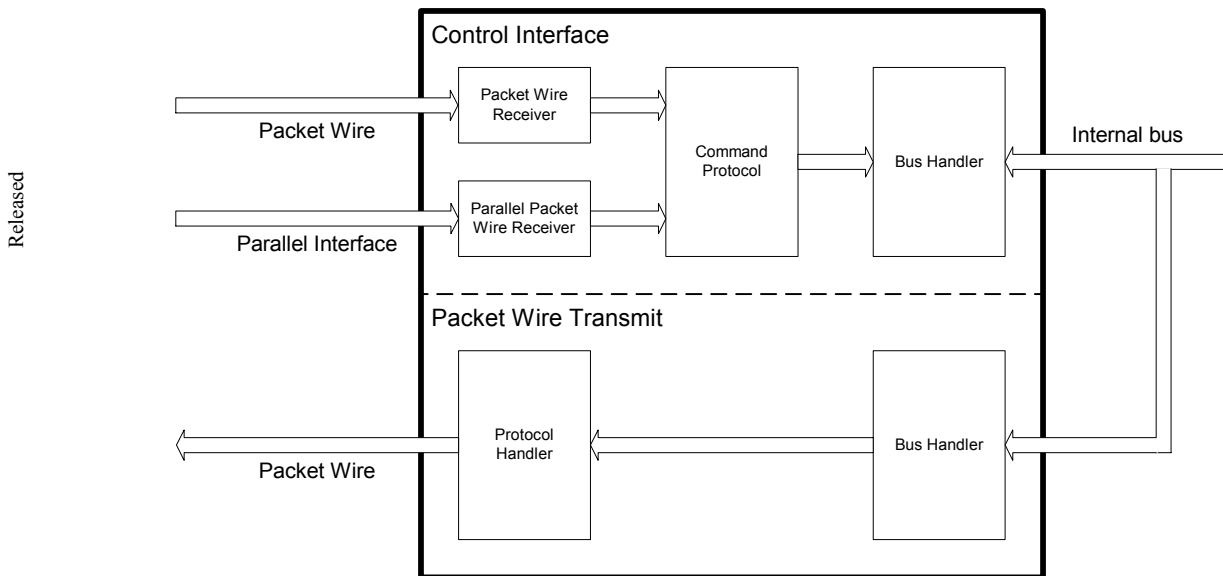 Released
Control Interface
Packet Wire
Receiver
Packet Wire
Command
Protocol
Bus Handler
Internal bus
Parallel Packet
Wire Receiver
Parallel Interface
Packet Wire Transmit
Protocol
Handler
Bus Handler
Packet Wire